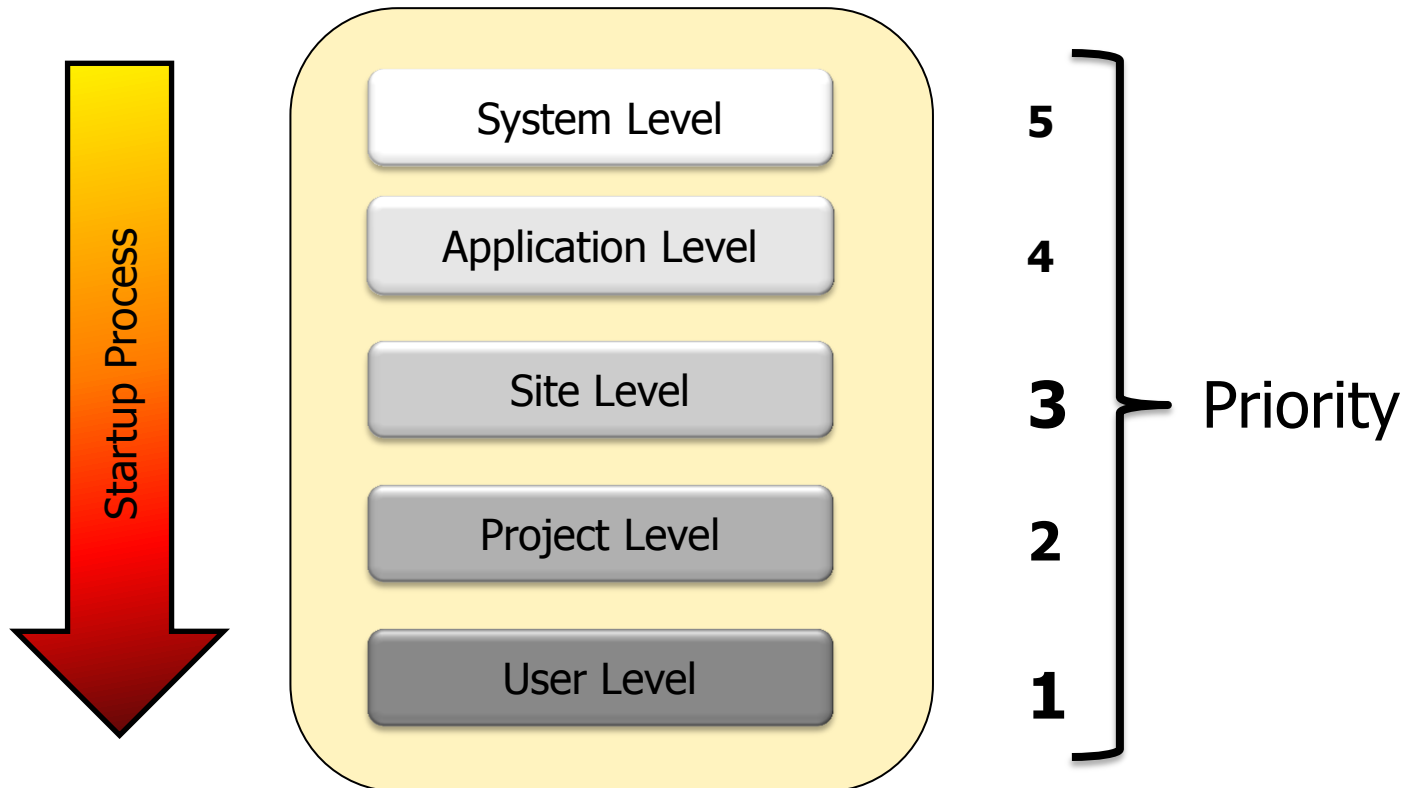 Startup Process
System Level
5
Application Level
4
Site Level
3
Priority
Project Level
2
User Level
1